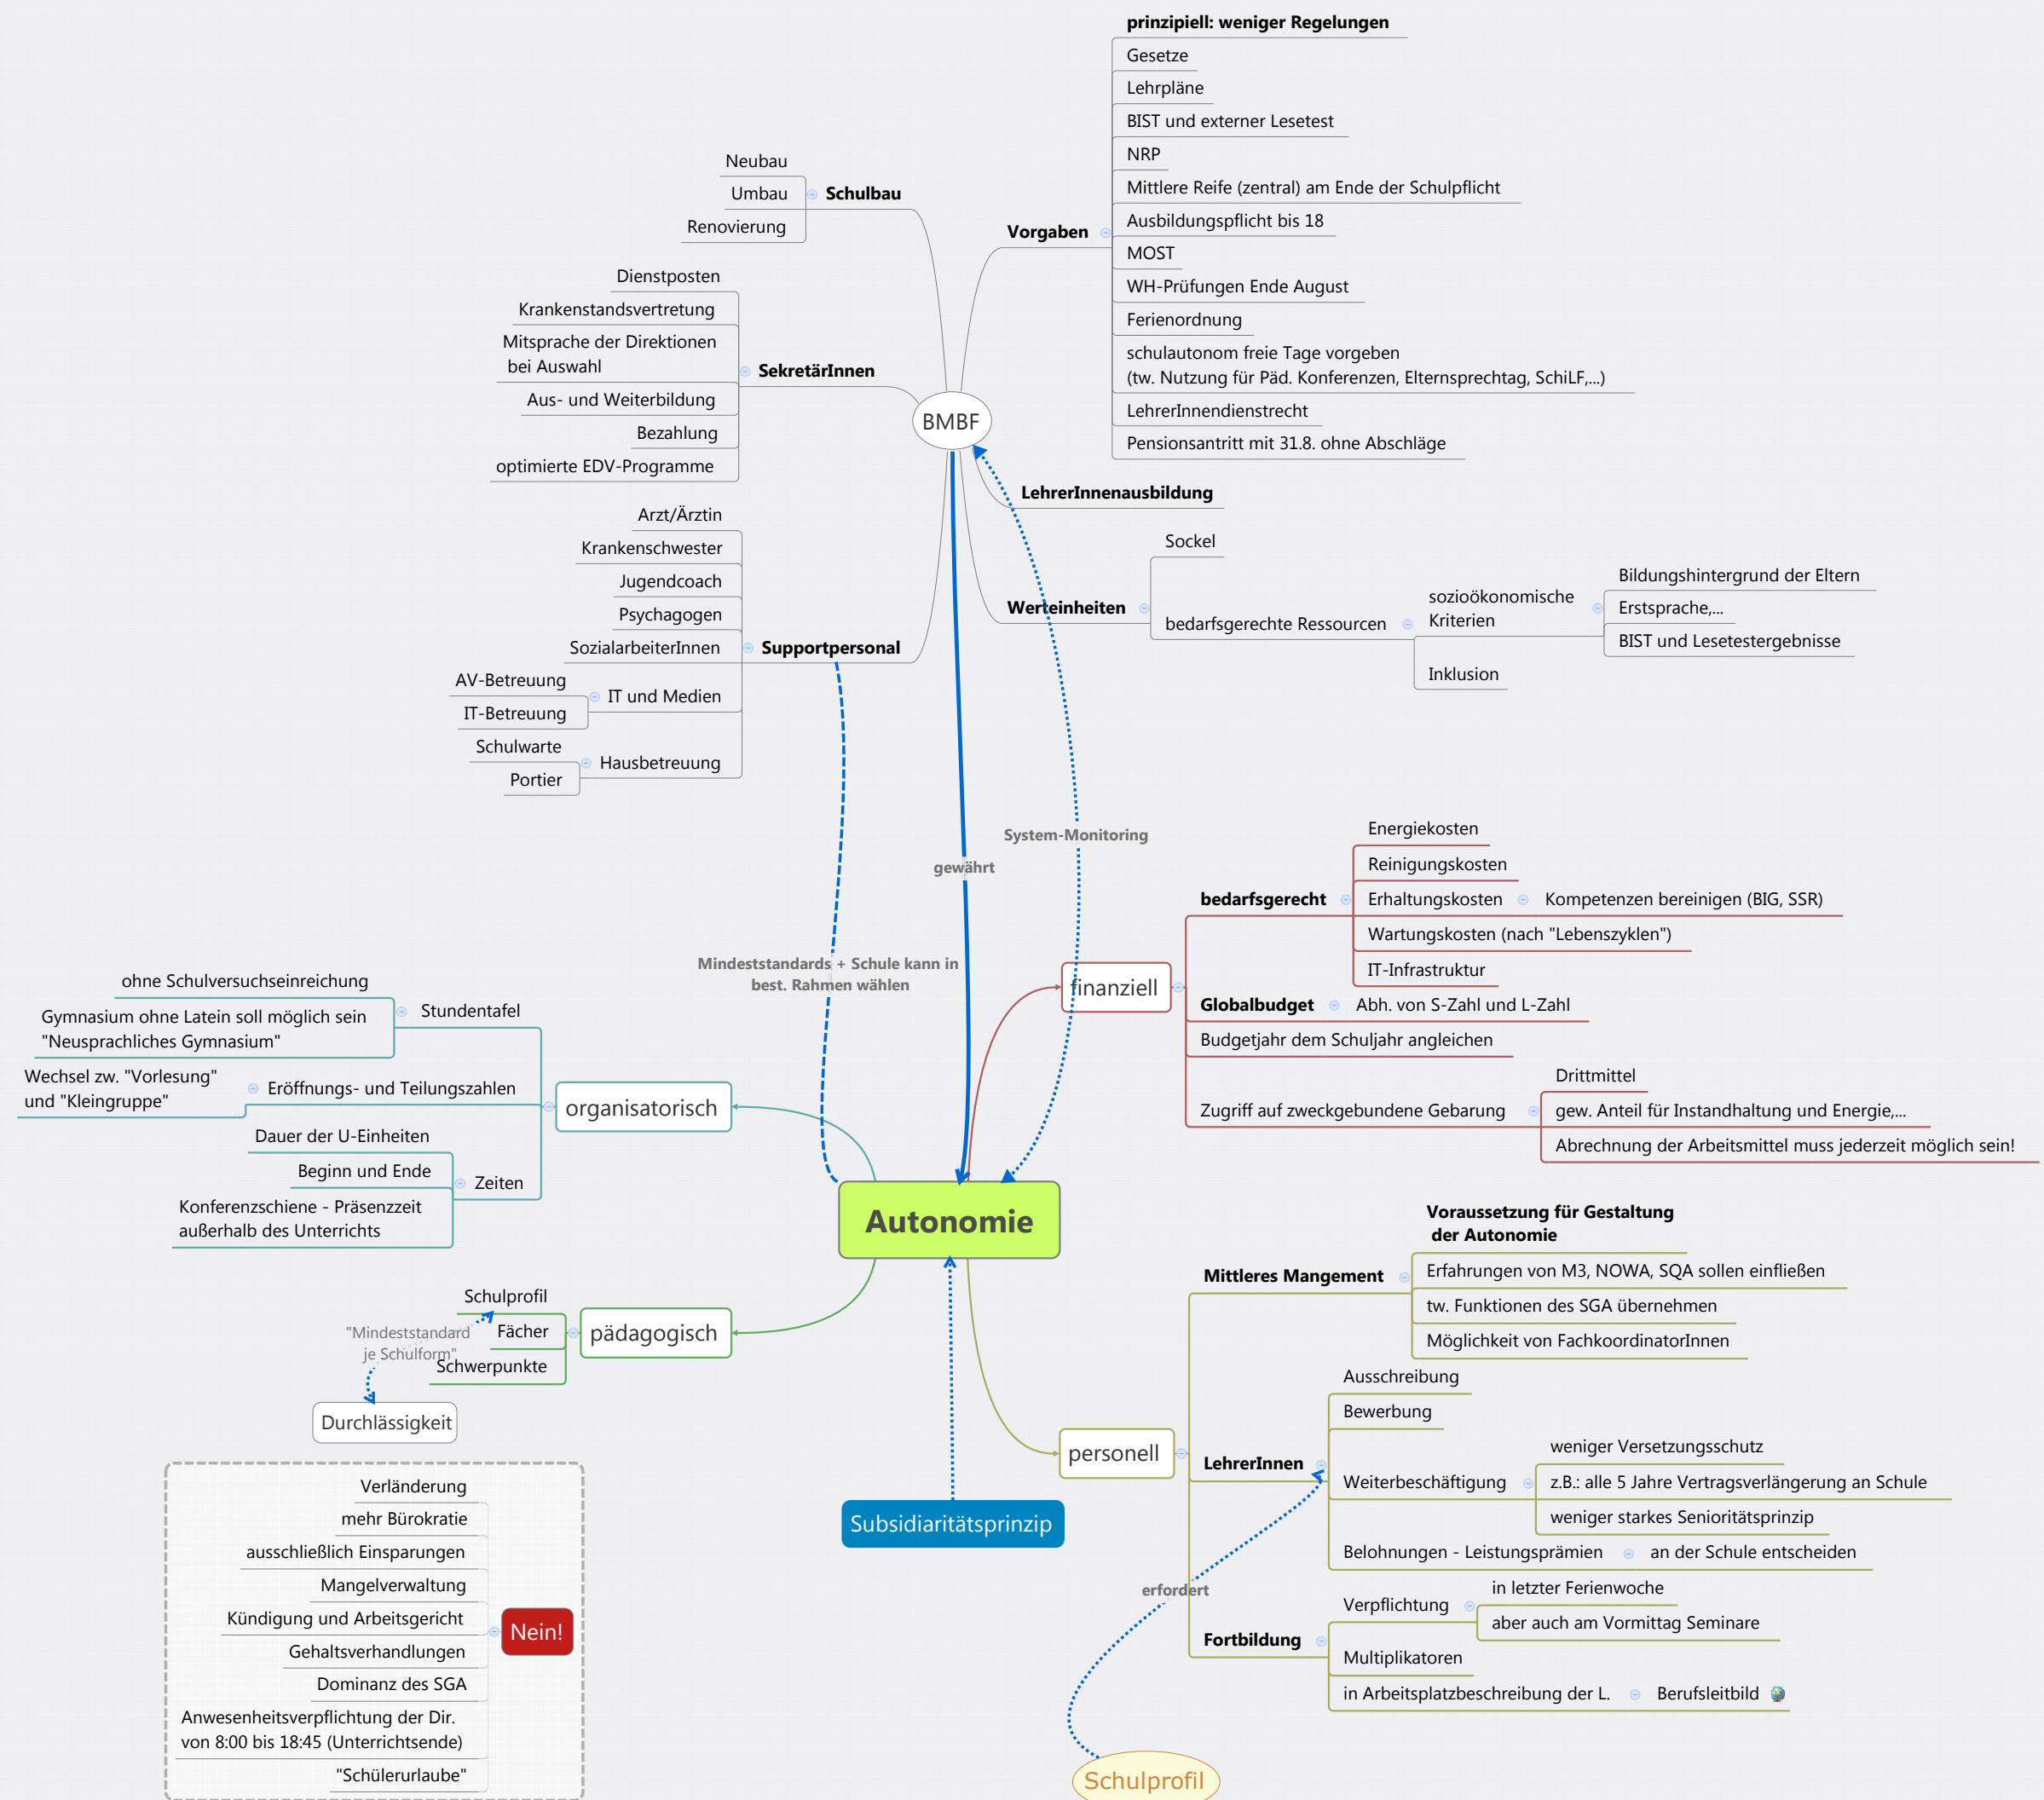 prinzipiell: weniger Regelungen
Gesetze
Lehrpläne
BIST und externer Lesetest
NRP
Mittlere Reife (zentral) am Ende der Schulpflicht
Vorgaben
Ausbildungspflicht bis 18
MOST
WH-Prüfungen Ende August
Ferienordnung
schulautonom freie Tage vorgeben
(tw. Nutzung für Päd. Konferenzen, Elternsprechtag, SchiLF,...)
LehrerInnendienstrecht
Pensionsantritt mit 31.8. ohne Abschläge
Neubau
Umbau
Renovierung
Schulbau
Dienstposten
Krankenstandsvertretung
Mitsprache der Direktionen
bei Auswahl
SekretärInnen
Aus- und Weiterbildung
Bezahlung
optimierte EDV-Programme
BMBF
LehrerInnenausbildung
Arzt/Ärztin
Krankenschwester
Jugendcoach
Psychagogen
SozialarbeiterInnen
Supportpersonal
AV-Betreuung
IT-Betreuung
IT und Medien
Schulwarte
Portier
Hausbetreuung
Sockel
Werteinheiten
bedarfsgerechte Ressourcen
sozioökonomische
Kriterien
Bildungshintergrund der Eltern
Erstsprache,...
BIST und Lesetestergebnisse
Inklusion
System-Monitoring
gewährt
Mindeststandards + Schule kann in
best. Rahmen wählen
Energiekosten
Reinigungskosten
bedarfsgerecht
Erhaltungskosten
Kompetenzen bereinigen (BIG, SSR)
Wartungskosten (nach "Lebenszyklen")
IT-Infrastruktur
finanziell
Globalbudget
Abh. von S-Zahl und L-Zahl
Budgetjahr dem Schuljahr angleichen
Zugriff auf zweckgebundene Gebarung
Drittmittel
gew. Anteil für Instandhaltung und Energie,...
Abrechnung der Arbeitsmittel muss jederzeit möglich sein!
ohne Schulversuchseinreichung
Gymnasium ohne Latein soll möglich sein
"Neusprachliches Gymnasium"
Stundentafel
Wechsel zw. "Vorlesung"
und "Kleingruppe"
Eröffnungs- und Teilungszahlen
organisatorisch
Dauer der U-Einheiten
Beginn und Ende
Konferenzschiene - Präsenzzeit
außerhalb des Unterrichts
Zeiten
Autonomie
Schulprofil
Fächer
Schwerpunkte
pädagogisch
"Mindeststandard
je Schulform"
Durchlässigkeit
Voraussetzung für Gestaltung
der Autonomie
Mittleres Mangement
Erfahrungen von M3, NOWA, SQA sollen einfließen
tw. Funktionen des SGA übernehmen
Möglichkeit von FachkoordinatorInnen
personell
Ausschreibung
Bewerbung
LehrerInnen
Weiterbeschäftigung
weniger Versetzungsschutz
z.B.: alle 5 Jahre Vertragsverlängerung an Schule
weniger starkes Senioritätsprinzip
Belohnungen - Leistungsprämien
an der Schule entscheiden
Subsidiaritätsprinzip
erfordert
Fortbildung
Verpflichtung
in letzter Ferienwoche
aber auch am Vormittag Seminare
Multiplikatoren
in Arbeitsplatzbeschreibung der L.
Berufsleitbild
Schulprofil
Verländerung
mehr Bürokratie
ausschließlich Einsparungen
Mangelverwaltung
Kündigung und Arbeitsgericht
Nein!
Gehaltsverhandlungen
Dominanz des SGA
Anwesenheitsverpflichtung der Dir.
von 8:00 bis 18:45 (Unterrichtsende)
"Schülerurlaube"